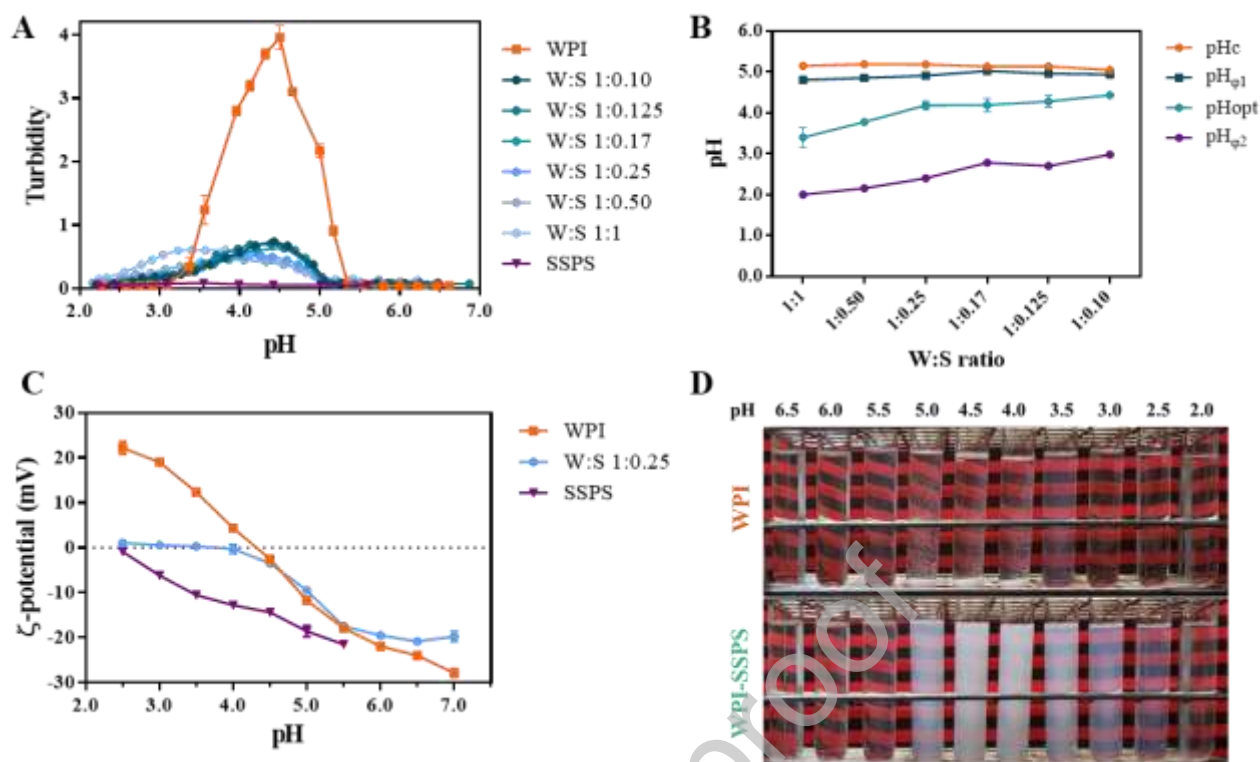 A
Turbidity
4
3
2
1
0
2.0 3.0 4.0 5.0 6.0 7.0
pH
WPI
W:S 1:0.10
W:S 1:0.125
W:S 1:0.17
W:S 1:0.25
W:S 1:0.50
W:S 1:1
SSPS
B
pH
6.0
5.0
4.0
3.0
2.0
1.0
0.0
1:1 1:0.50 1:0.25 1:0.17 1:0.125 1:0.10
W:S ratio
pHc
pHφ1
pHopt
pHφ2
C
ζ-potential (mV)
30
20
10
0
-10
-20
-30
2.0 3.0 4.0 5.0 6.0 7.0
pH
WPI
W:S 1:0.25
SSPS
D
pH 6.5 6.0 5.5 5.0 4.5 4.0 3.5 3.0 2.5 2.0
WPI
WPI-SSPS
proof